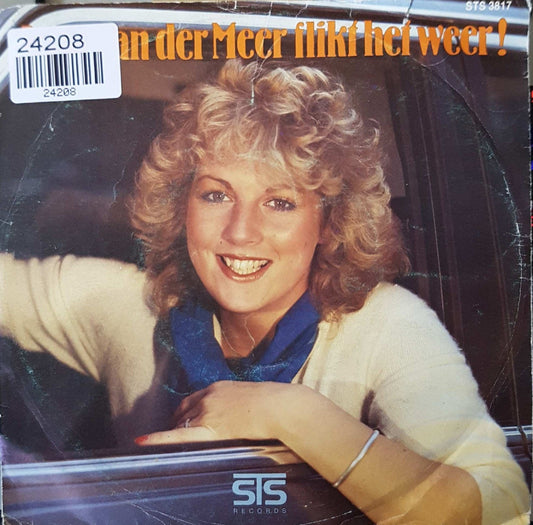 STS 3817
an der Meer flikt het weer!
24208
24208
STS
RECORDS